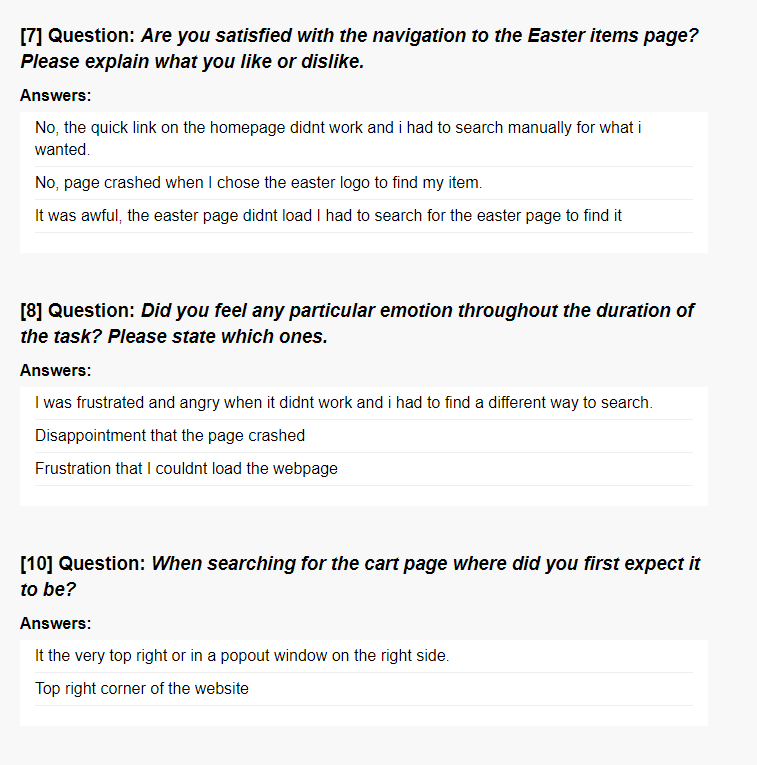 [7] Question: Are you satisfied with the navigation to the Easter items page?
Please explain what you like or dislike.
Answers:
No, the quick link on the homepage didnt work and i had to search manually for what i
wanted.
No, page crashed when I chose the easter logo to find my item.
It was awful, the easter page didnt load I had to search for the easter page to find it
[8] Question: Did you feel any particular emotion throughout the duration of
the task? Please state which ones.
Answers:
I was frustrated and angry when it didnt work and i had to find a different way to search.
Disappointment that the page crashed
Frustration that I couldnt load the webpage
[10] Question: When searching for the cart page where did you first expect it
to be?
Answers:
It the very top right or in a popout window on the right side.
Top right corner of the website